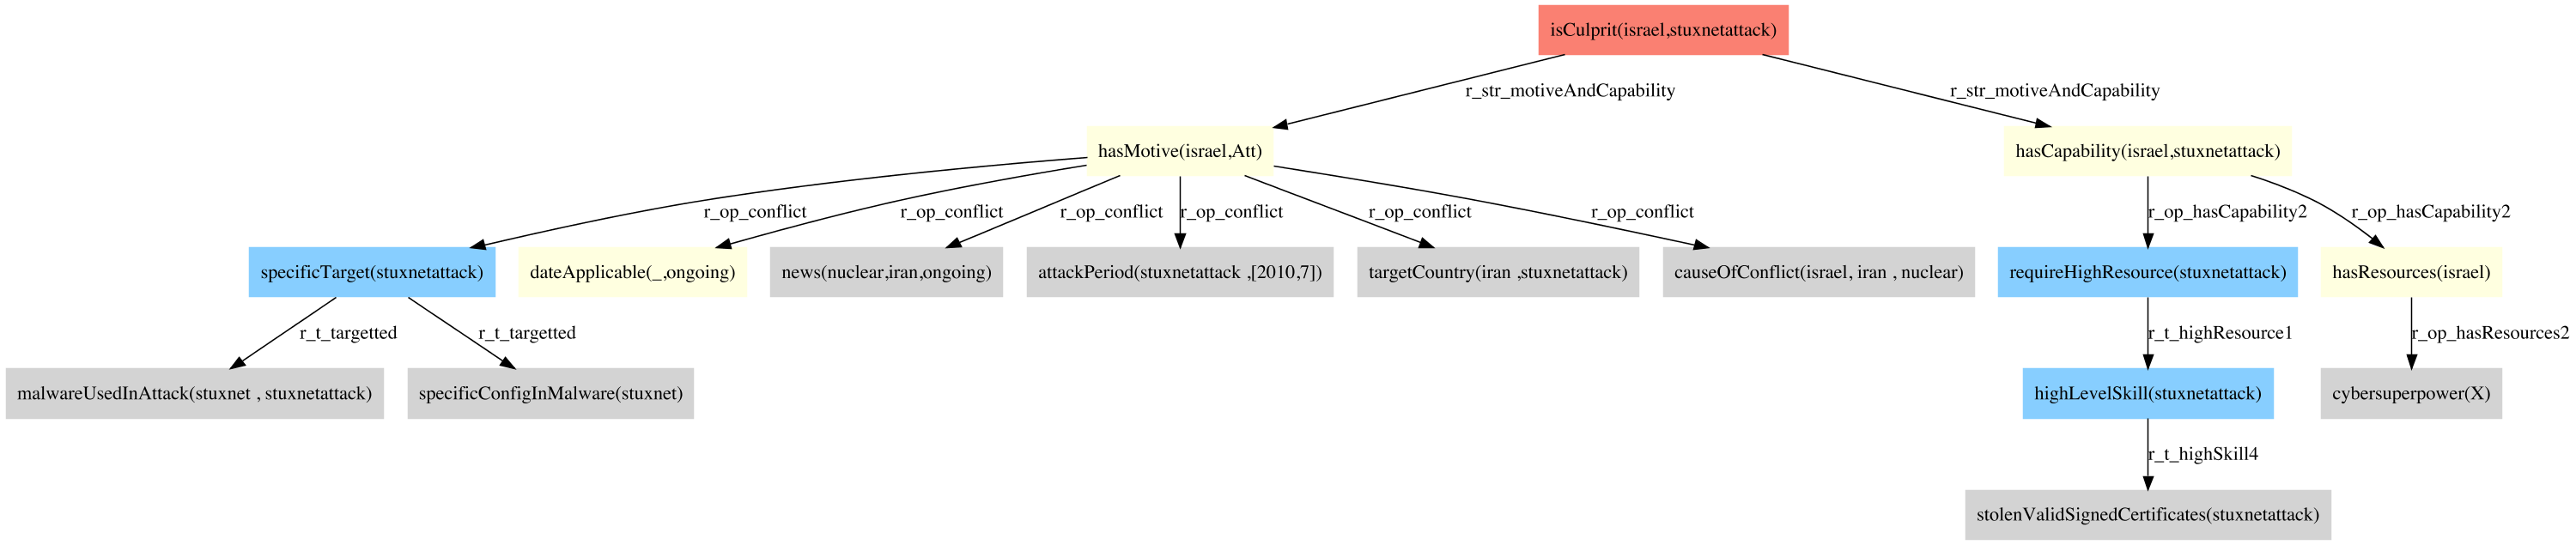 isCulprit(israel,stuxnetattack)
r_str_motiveAndCapability
r_str_motiveAndCapability
hasMotive(israel,Att)
hasCapability(israel,stuxnetattack)
r_op_conflict
r_op_conflict
r_op_conflict
r_op_conflict
r_op_conflict
r_op_conflict
r_op_hasCapability2
r_op_hasCapability2
specificTarget(stuxnetattack)
dateApplicable(_,ongoing)
news(nuclear,iran,ongoing)
attackPeriod(stuxnetattack ,[2010,7])
targetCountry(iran ,stuxnetattack)
causeOfConflict(israel, iran , nuclear)
requireHighResource(stuxnetattack)
hasResources(israel)
r_t_targetted
r_t_targetted
r_t_highResource1
r_op_hasResources2
malwareUsedInAttack(stuxnet , stuxnetattack)
specificConfigInMalware(stuxnet)
highLevelSkill(stuxnetattack)
cybersuperpower(X)
r_t_highSkill4
stolenValidSignedCertificates(stuxnetattack)